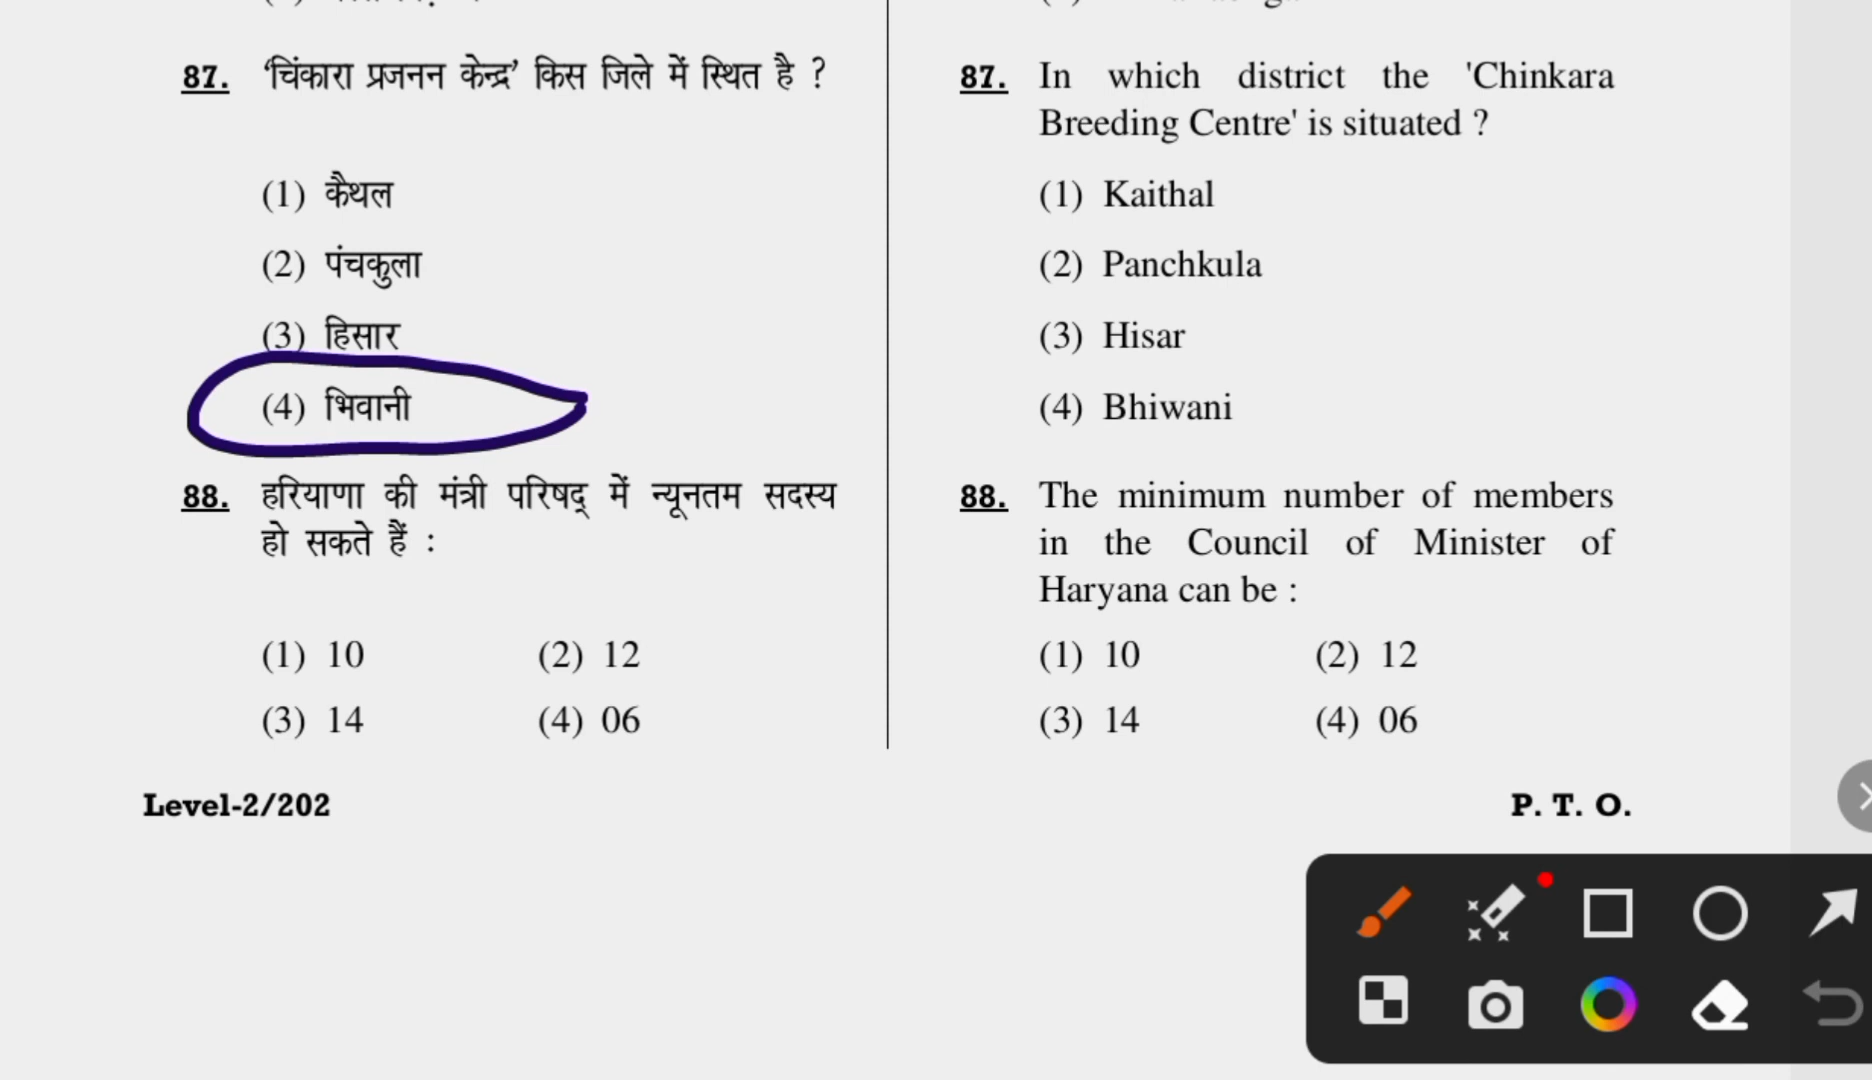 87. ‘चिंकारा प्रजनन केन्द्र’ किस जिले में स्थित है ?
(1) कैथल
(2) पंचकुला
(3) हिसार
(4) भिवानी
88. हरियाणा की मंत्री परिषद् में न्यूनतम सदस्य
हो सकते हैं :
(1) 10 (2) 12
(3) 14 (4) 06
87. In which district the 'Chinkara
Breeding Centre' is situated ?
(1) Kaithal
(2) Panchkula
(3) Hisar
(4) Bhiwani
88. The minimum number of members
in the Council of Minister of
Haryana can be :
(1) 10 (2) 12
(3) 14 (4) 06
Level-2/202
P. T. O.